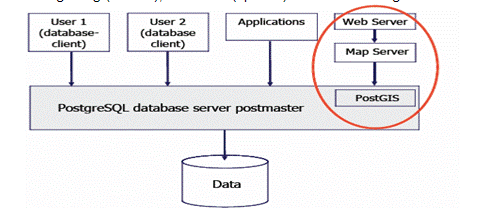 User 1
(database-
client)
User 2
(database
client)
Applications
Web Server
Map Server
PostGIS
PostgreSQL database server postmaster
Data